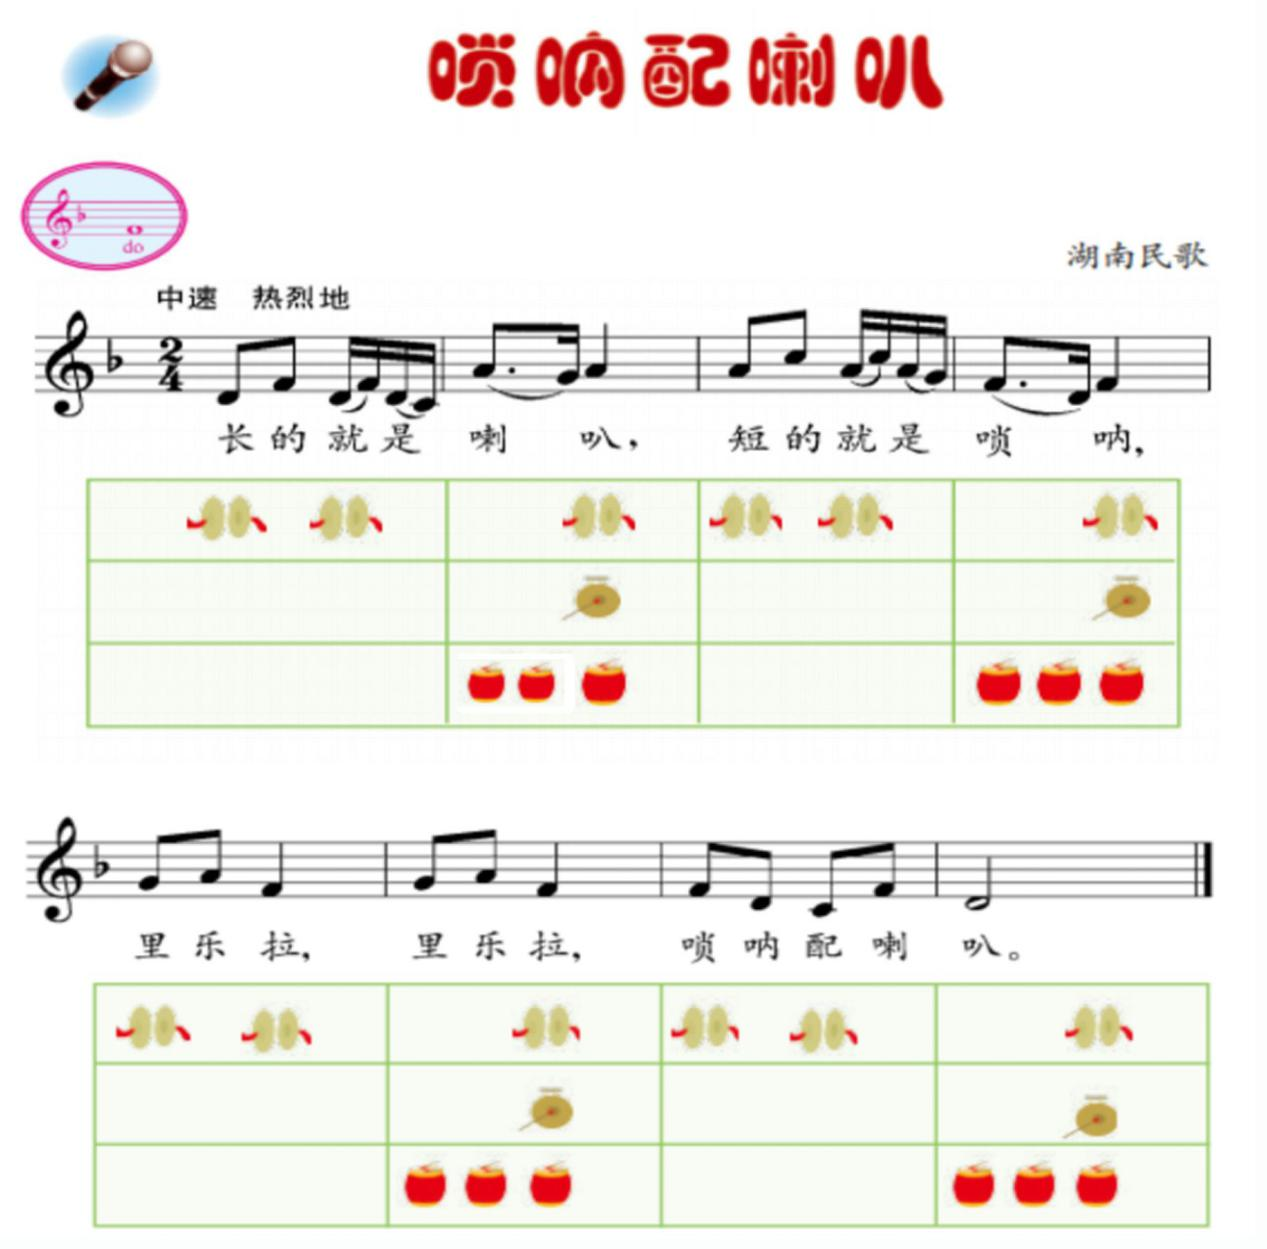 唢呐配喇叭
do
湖南民歌
中速 热烈地
2
4
长的就是 喇 叭， 短的就是 唢 呐，
里乐 拉， 里乐 拉， 唢呐配喇 叭。